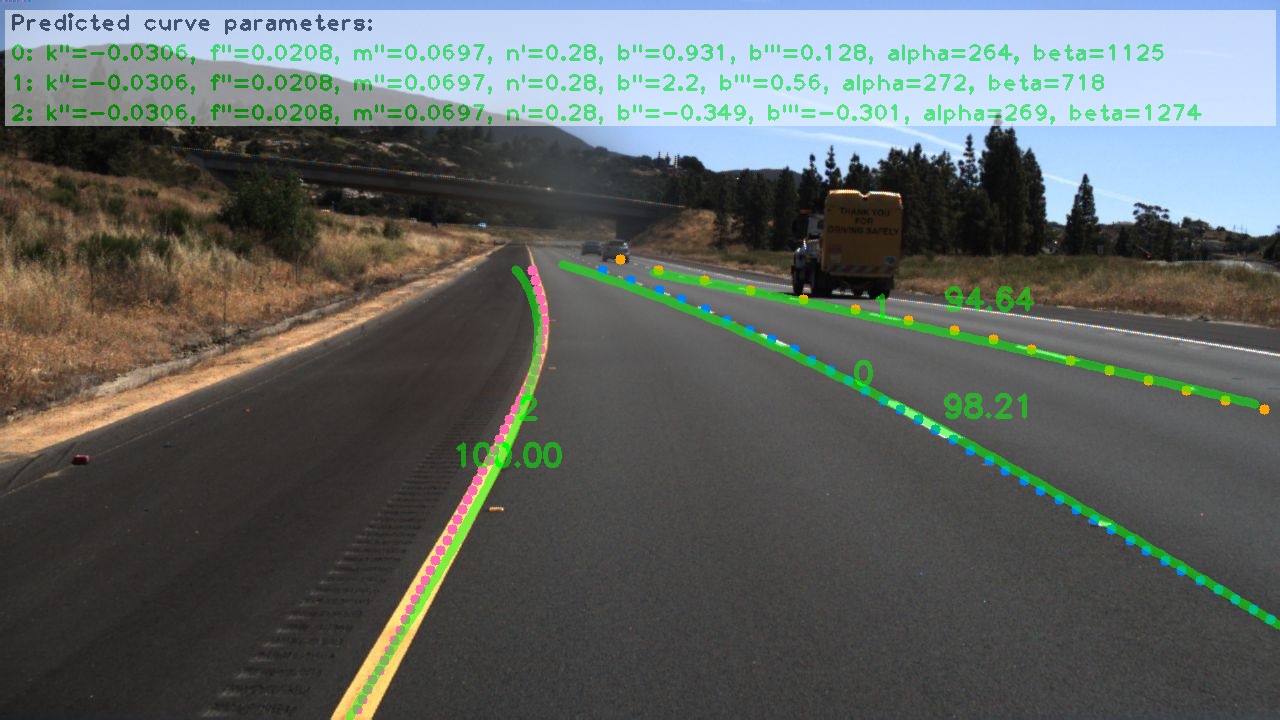 Predicted curve parameters:
0: k''=-0.0306, f''=0.0208, m''=0.0697, n'=0.28, b''=0.931, b'''=0.128, alpha=264, beta=1125
1: k''=-0.0306, f''=0.0208, m''=0.0697, n'=0.28, b''=2.2, b'''=0.56, alpha=272, beta=718
2: k''=-0.0306, f''=0.0208, m''=0.0697, n'=0.28, b''=-0.349, b'''=-0.301, alpha=269, beta=1274
THANK YOU
FOR
DRIVING SAFELY
1
94.64
0
98.21
2
100.00